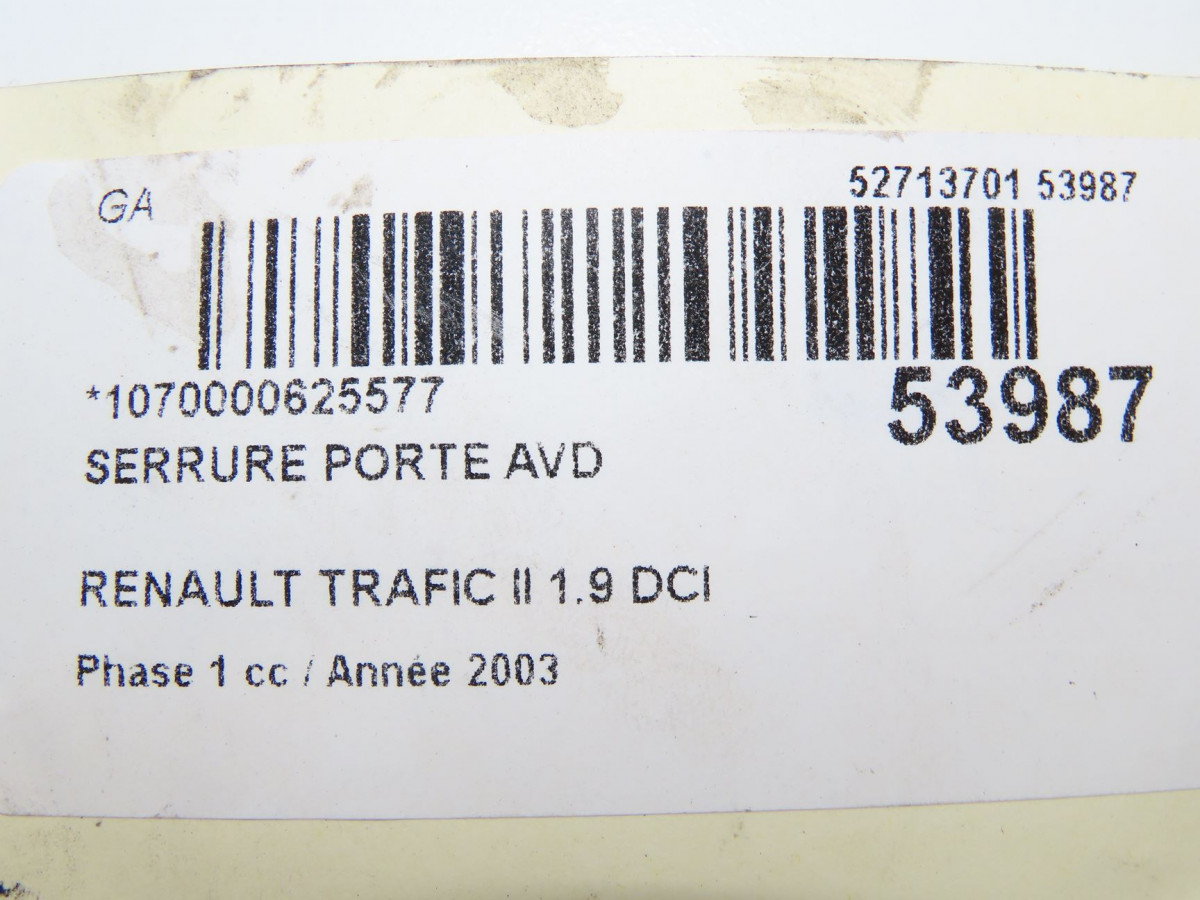 GA
52713701 53987
*1070000625577
53987
SERRURE PORTE AVD
RENAULT TRAFIC II 1.9 DCI
Phase 1 cc / Année 2003